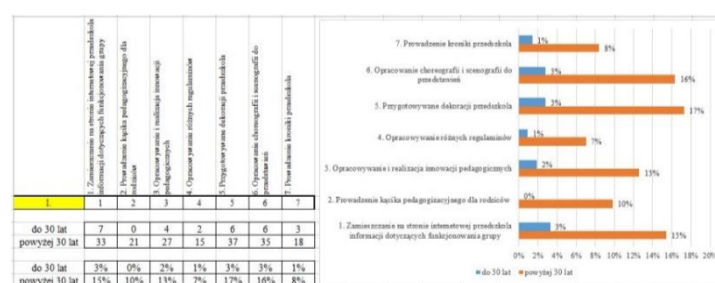 1. Zamieszczanie na stronie internetowej przedszkola
informacji dotyczących funkcjonowania grupy
2. Prowadzenie kącika pedagogizacyjnego dla
rodziców
3. Opracowywanie i realizacja innowacji
pedagogicznych
4. Opracowywanie różnych regulaminów
5. Przygotowywane dekoracji przedszkola
6. Opracowanie choreografii i scenografii do
przedstawień
7. Prowadzenie kroniki przedszkola
1. 1 2 3 4 5 6 7
do 30 lat 7 0 4 2 6 6 3
powyżej 30 lat 33 21 27 15 37 35 18
do 30 lat 3% 0% 2% 1% 3% 3% 1%
powyżej 30 lat 15% 10% 13% 7% 17% 16% 8%
7. Prowadzenie kroniki przedszkola
1%
8%
6. Opracowanie choreografii i scenografii do
przedstawień
3%
16%
5. Przygotowywane dekoracji przedszkola
3%
17%
4. Opracowywanie różnych regulaminów
1%
7%
3. Opracowywanie i realizacja innowacji pedagogicznych
2%
13%
2. Prowadzenie kącika pedagogizacyjnego dla rodziców
0%
10%
1. Zamieszczanie na stronie internetowej przedszkola
informacji dotyczących funkcjonowania grupy
3%
15%
0% 2% 4% 6% 8% 10% 12% 14% 16% 18% 20%
do 30 lat powyżej 30 lat